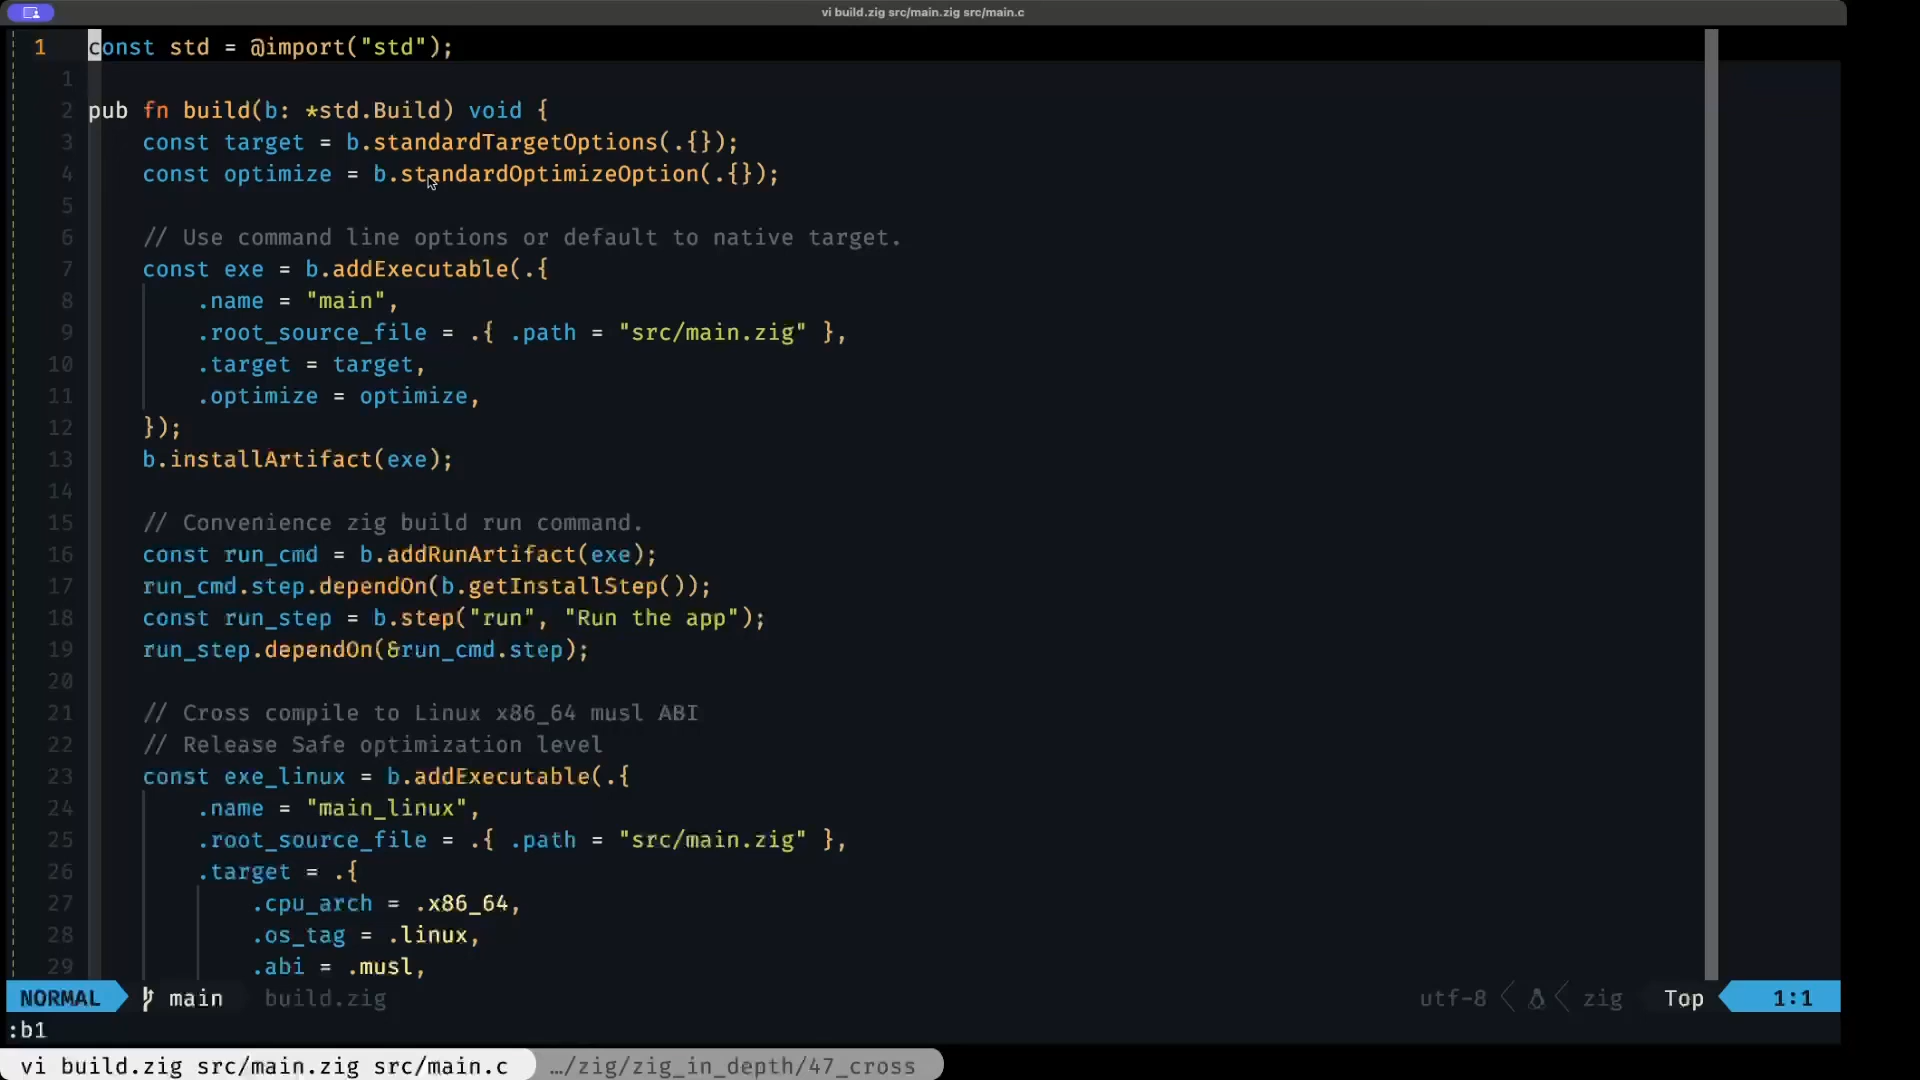 vi build.zig src/main.zig src/main.c
1 const std = @import("std");
1
2 pub fn build(b: *std.Build) void {
3     const target = b.standardTargetOptions(.{});
4     const optimize = b.standardOptimizeOption(.{});
5
6     // Use command line options or default to native target.
7     const exe = b.addExecutable(.{
8         .name = "main",
9         .root_source_file = .{ .path = "src/main.zig" },
10         .target = target,
11         .optimize = optimize,
12     });
13     b.installArtifact(exe);
14
15     // Convenience zig build run command.
16     const run_cmd = b.addRunArtifact(exe);
17     run_cmd.step.dependOn(b.getInstallStep());
18     const run_step = b.step("run", "Run the app");
19     run_step.dependOn(&run_cmd.step);
20
21     // Cross compile to Linux x86_64 musl ABI
22     // Release Safe optimization level
23     const exe_linux = b.addExecutable(.{
24         .name = "main_linux",
25         .root_source_file = .{ .path = "src/main.zig" },
26         .target = .{
27             .cpu_arch = .x86_64,
28             .os_tag = .linux,
29             .abi = .musl,
NORMAL main build.zig utf-8 zig Top 1:1
:b1
vi build.zig src/main.zig src/main.c …/zig/zig_in_depth/47_cross